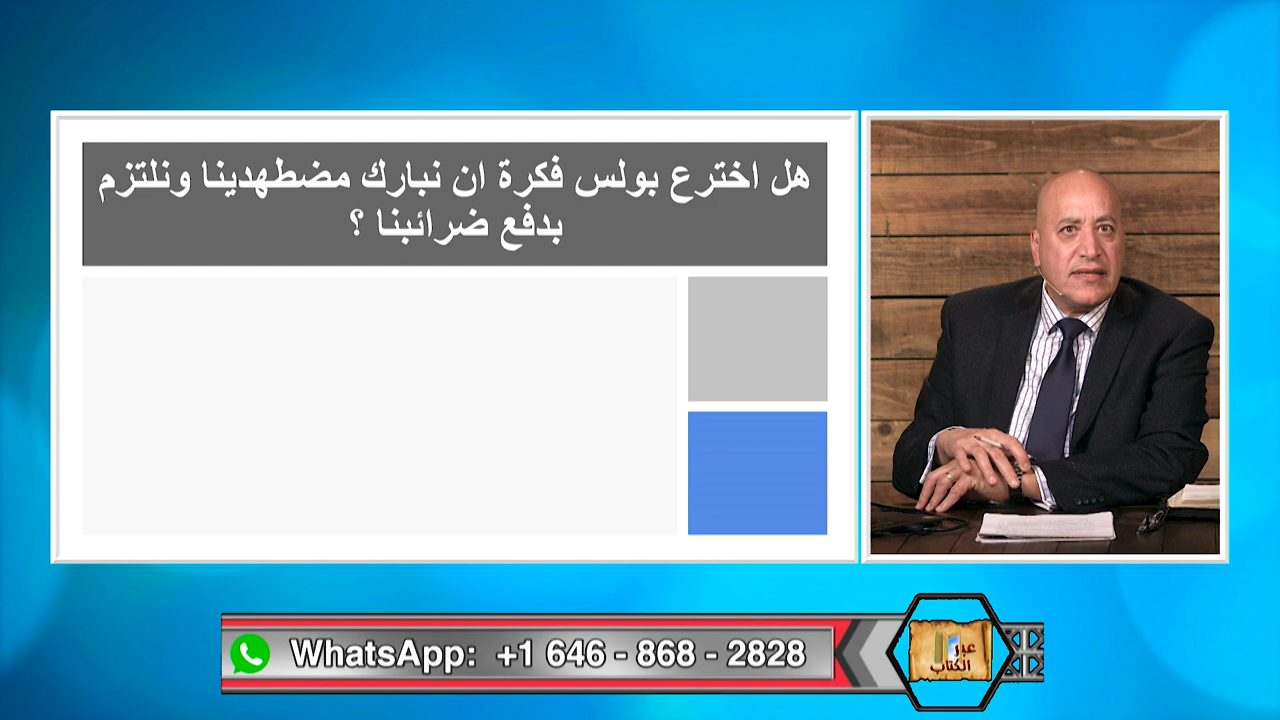 هل اخترع بولس فكرة ان نبارك مضطهدينا ونلتزم
بدفع ضرائبنا ؟
WhatsApp: +1 646 - 868 - 2828
عبر
الكتاب